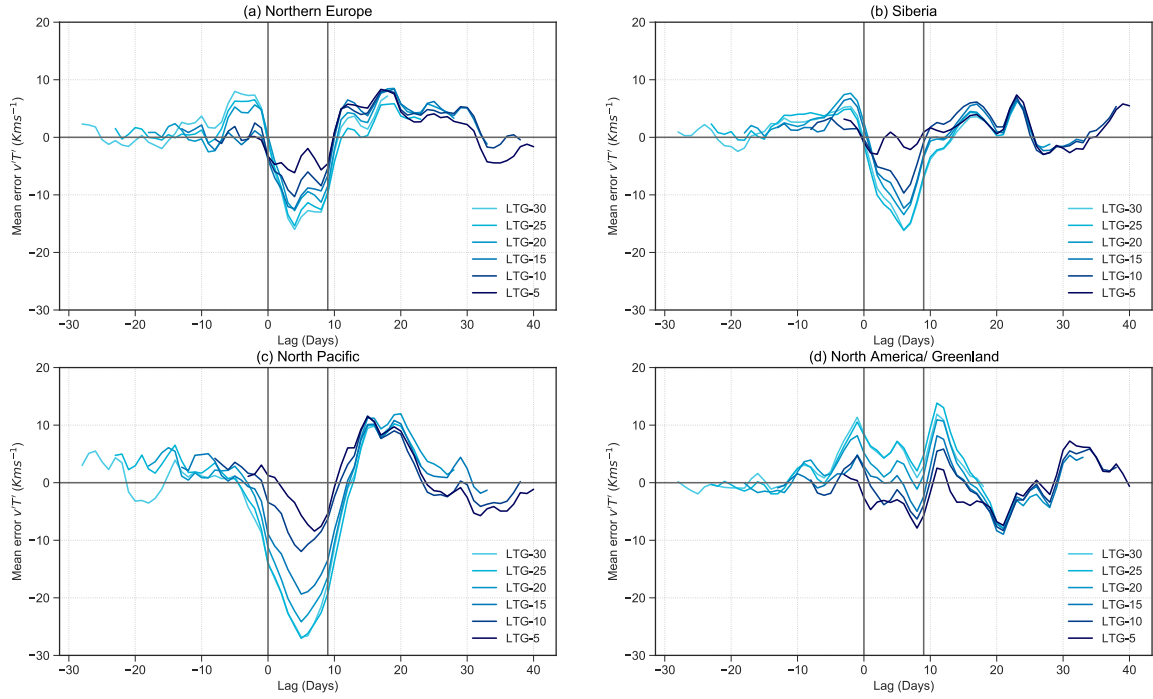 (a) Northern Europe
20
10
0
−10
−20
−30
Mean error v′T′ (Kms⁻¹)
LTG-30
LTG-25
LTG-20
LTG-15
LTG-10
LTG-5
−30 −20 −10 0 10 20 30 40
Lag (Days)
(b) Siberia
20
10
0
−10
−20
−30
Mean error v′T′ (Kms⁻¹)
LTG-30
LTG-25
LTG-20
LTG-15
LTG-10
LTG-5
−30 −20 −10 0 10 20 30 40
Lag (Days)
(c) North Pacific
20
10
0
−10
−20
−30
Mean error v′T′ (Kms⁻¹)
LTG-30
LTG-25
LTG-20
LTG-15
LTG-10
LTG-5
−30 −20 −10 0 10 20 30 40
Lag (Days)
(d) North America/ Greenland
20
10
0
−10
−20
−30
Mean error v′T′ (Kms⁻¹)
LTG-30
LTG-25
LTG-20
LTG-15
LTG-10
LTG-5
−30 −20 −10 0 10 20 30 40
Lag (Days)